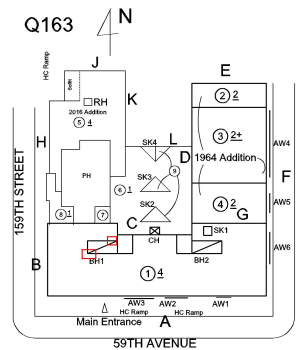 Q163
N
HC Ramp
J
E
Belfit
RH
2 2
2016 Addition
5 4
K
SK4
L
H
3 2+
AW4
D
1964 Addition
9
SK3
F
PH
6 1
SK2
4 2
AW5
159TH STREET
8 1
7
G
C
SK1
CH
AW6
B
BH1
BH2
1 4
AW3
AW2
AW1
HC Ramp
HC Ramp
Main Entrance
A
59TH AVENUE